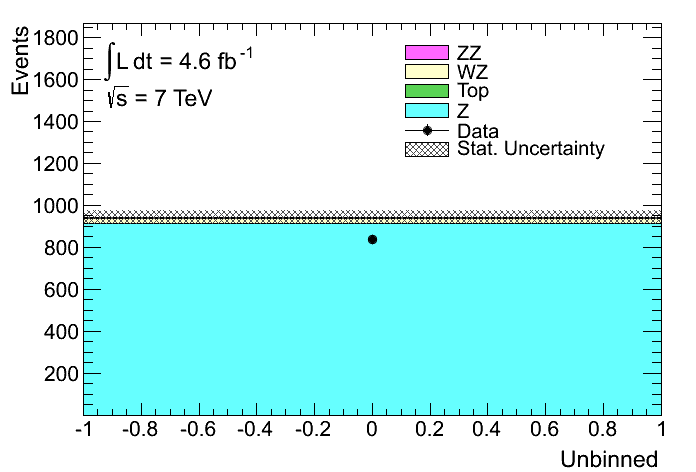 Events
1800
1600
1400
1200
1000
800
600
400
200
∫L dt = 4.6 fb⁻¹
√s = 7 TeV
ZZ
WZ
Top
Z
Data
Stat. Uncertainty
-1 -0.8 -0.6 -0.4 -0.2 0 0.2 0.4 0.6 0.8 1
Unbinned